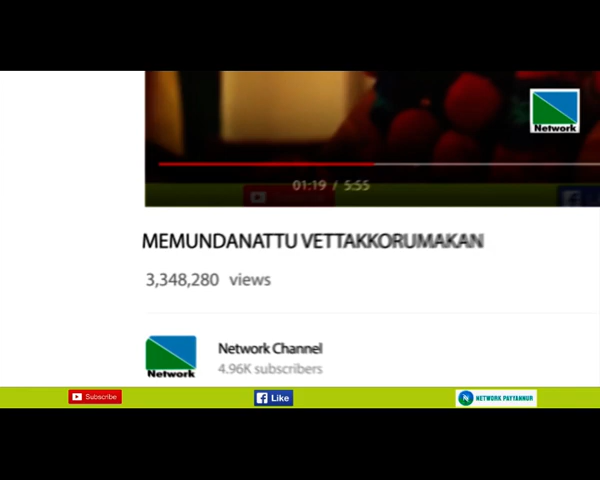 Network
01:19 / 5:55
MEMUNDANATTU VETTAKKORUMAKAN
3,348,280 views
Network Channel
4.96K subscribers
Network
Subscribe
Like
NETWORK PAYYANNUR